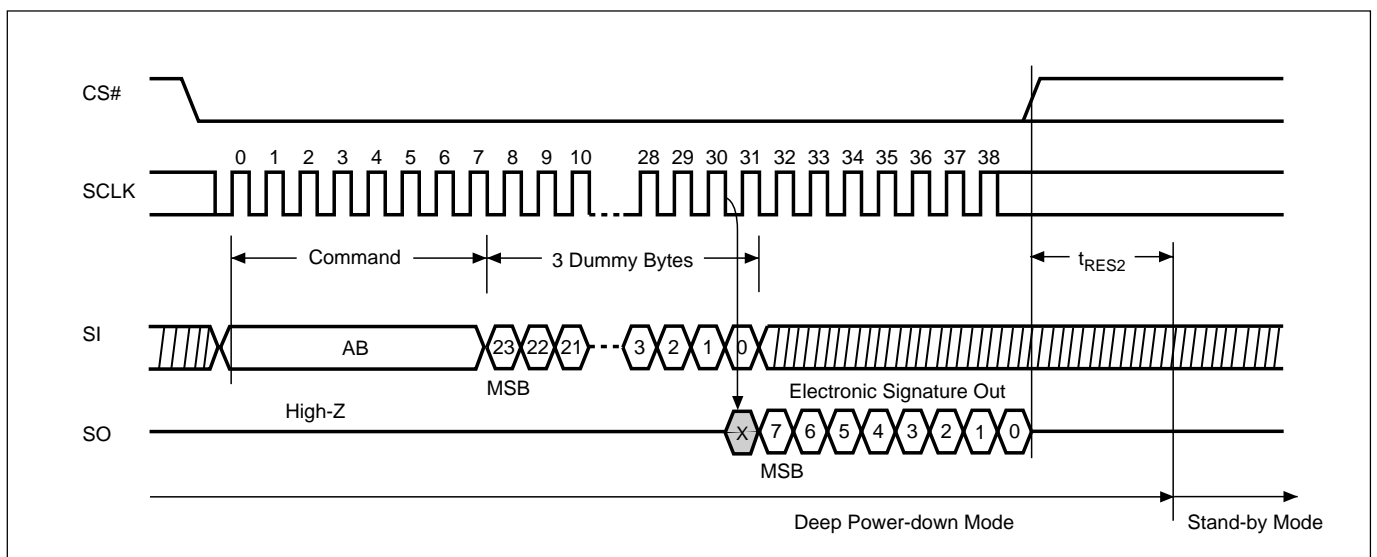 CS#
0 1 2 3 4 5 6 7 8 9 10 28 29 30 31 32 33 34 35 36 37 38
SCLK
Command 3 Dummy Bytes tRES2
SI AB 23 22 21 3 2 1 0
MSB Electronic Signature Out
High-Z
SO X 7 6 5 4 3 2 1 0
MSB
Deep Power-down Mode Stand-by Mode